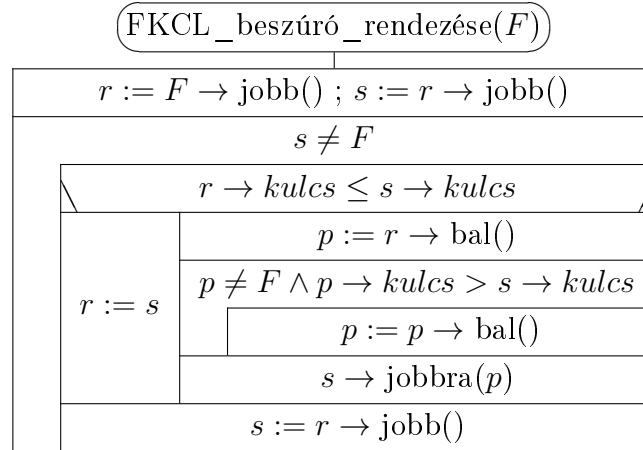 FKCL_beszúró_rendezése(F)
r := F → jobb() ; s := r → jobb()
s ≠ F
r → kulcs ≤ s → kulcs
r := s
p := r → bal()
p ≠ F ∧ p → kulcs > s → kulcs
p := p → bal()
s → jobbra(p)
s := r → jobb()